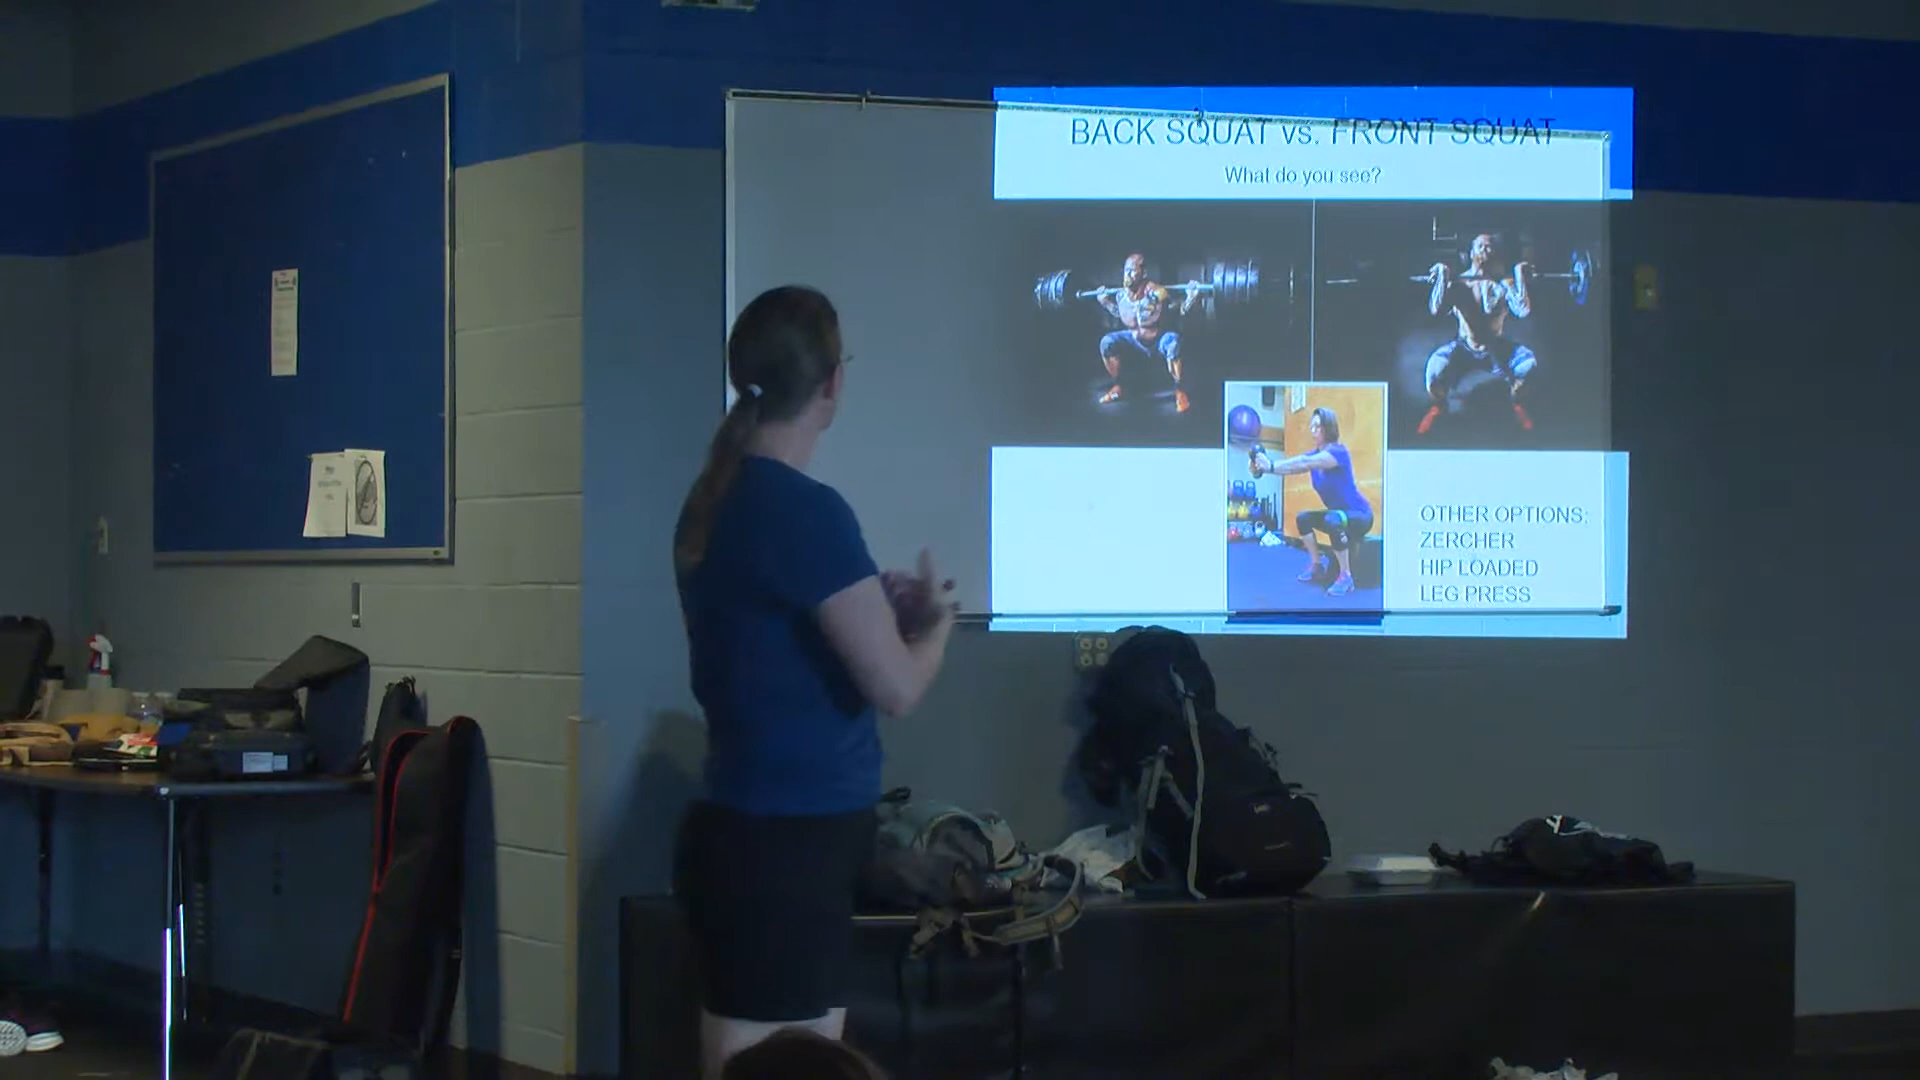 BACK SQUAT vs. FRONT SQUAT
What do you see?
OTHER OPTIONS:
ZERCHER
HIP LOADED
LEG PRESS